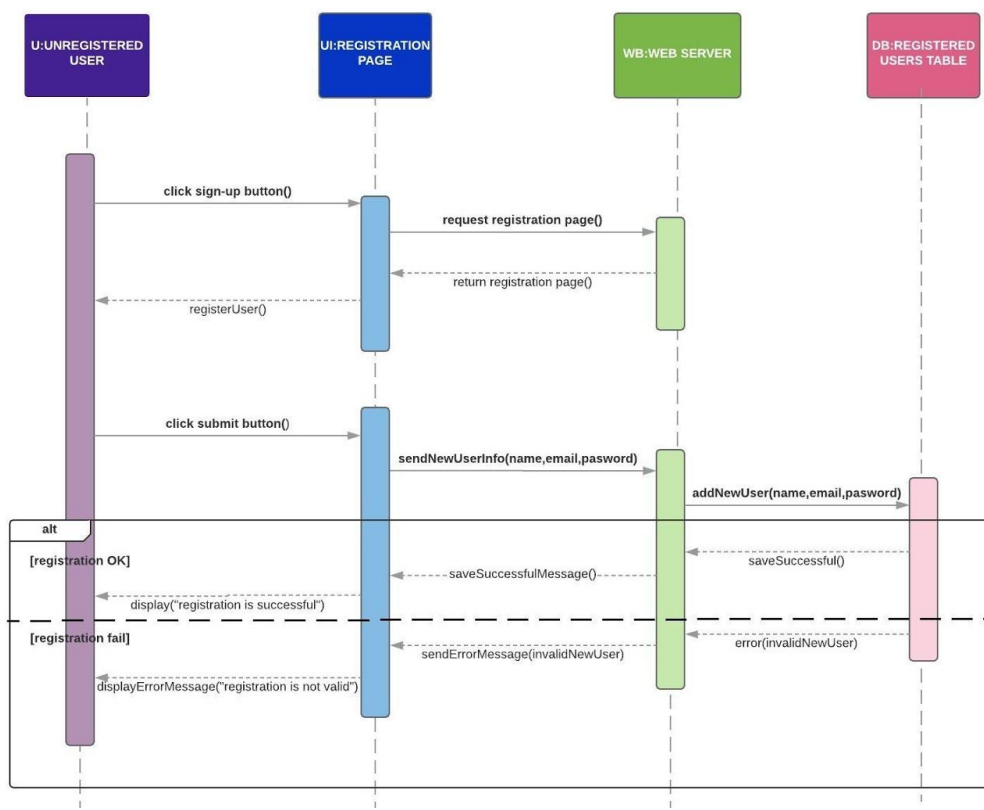 U:UNREGISTERED
USER
UI:REGISTRATION
PAGE
WB:WEB SERVER
DB:REGISTERED
USERS TABLE
click sign-up button()
request registration page()
return registration page()
registerUser()
click submit button()
sendNewUserInfo(name,email,pasword)
addNewUser(name,email,pasword)
alt
[registration OK]
saveSuccessful()
saveSuccessfulMessage()
display("registration is successful")
[registration fail]
error(invalidNewUser)
sendErrorMessage(invalidNewUser)
displayErrorMessage("registration is not valid")